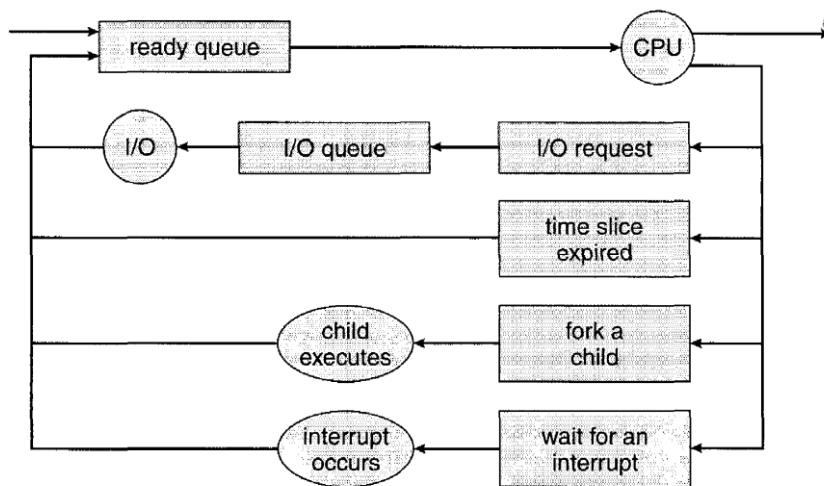 ready queue
CPU
I/O
I/O queue
I/O request
time slice
expired
child
executes
fork a
child
interrupt
occurs
wait for an
interrupt